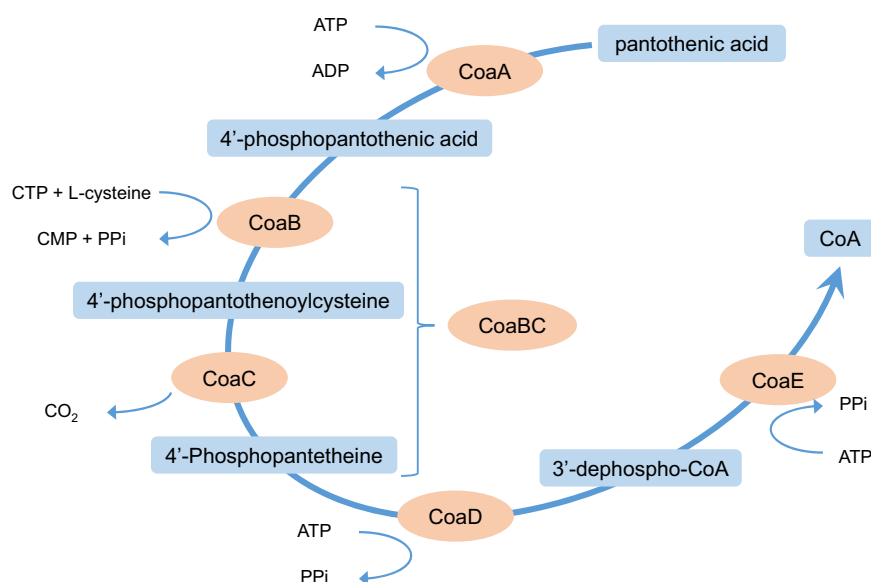 ATP
pantothenic acid
ADP
CoaA
4’-phosphopantothenic acid
CTP + L-cysteine
CoaB
CMP + PPi
CoA
4’-phosphopantothenoylcysteine
CoaBC
CoaC
CoaE
CO₂
PPi
4’-Phosphopantetheine
ATP
3’-dephospho-CoA
CoaD
ATP
PPi